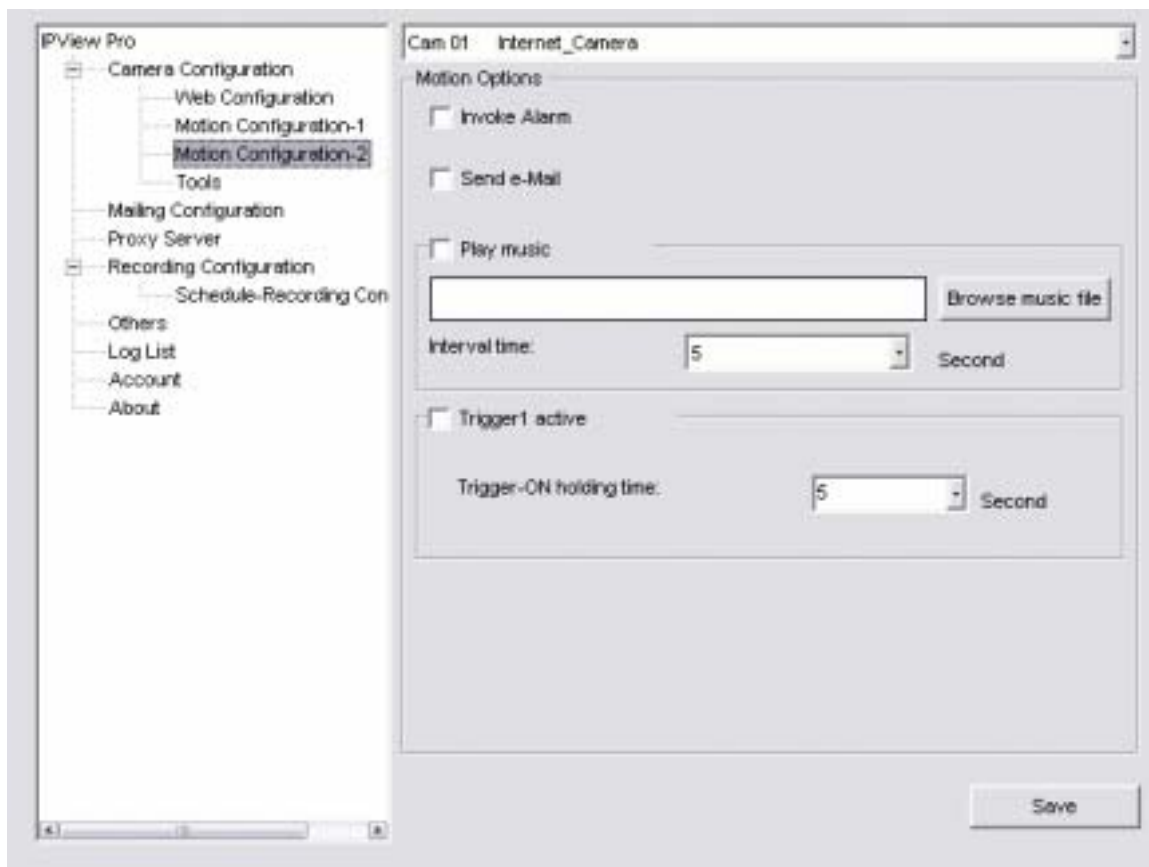 IPView Pro
Camera Configuration
Web Configuration
Motion Configuration-1
Motion Configuration-2
Tools
Mailing Configuration
Proxy Server
Recording Configuration
Schedule-Recording Con
Others
Log List
Account
About
Cam 01 Internet_Camera
Motion Options
Invoke Alarm
Send e-Mail
Play music
Browse music file
Interval time: 5 Second
Trigger1 active
Trigger-ON holding time: 5 Second
Save